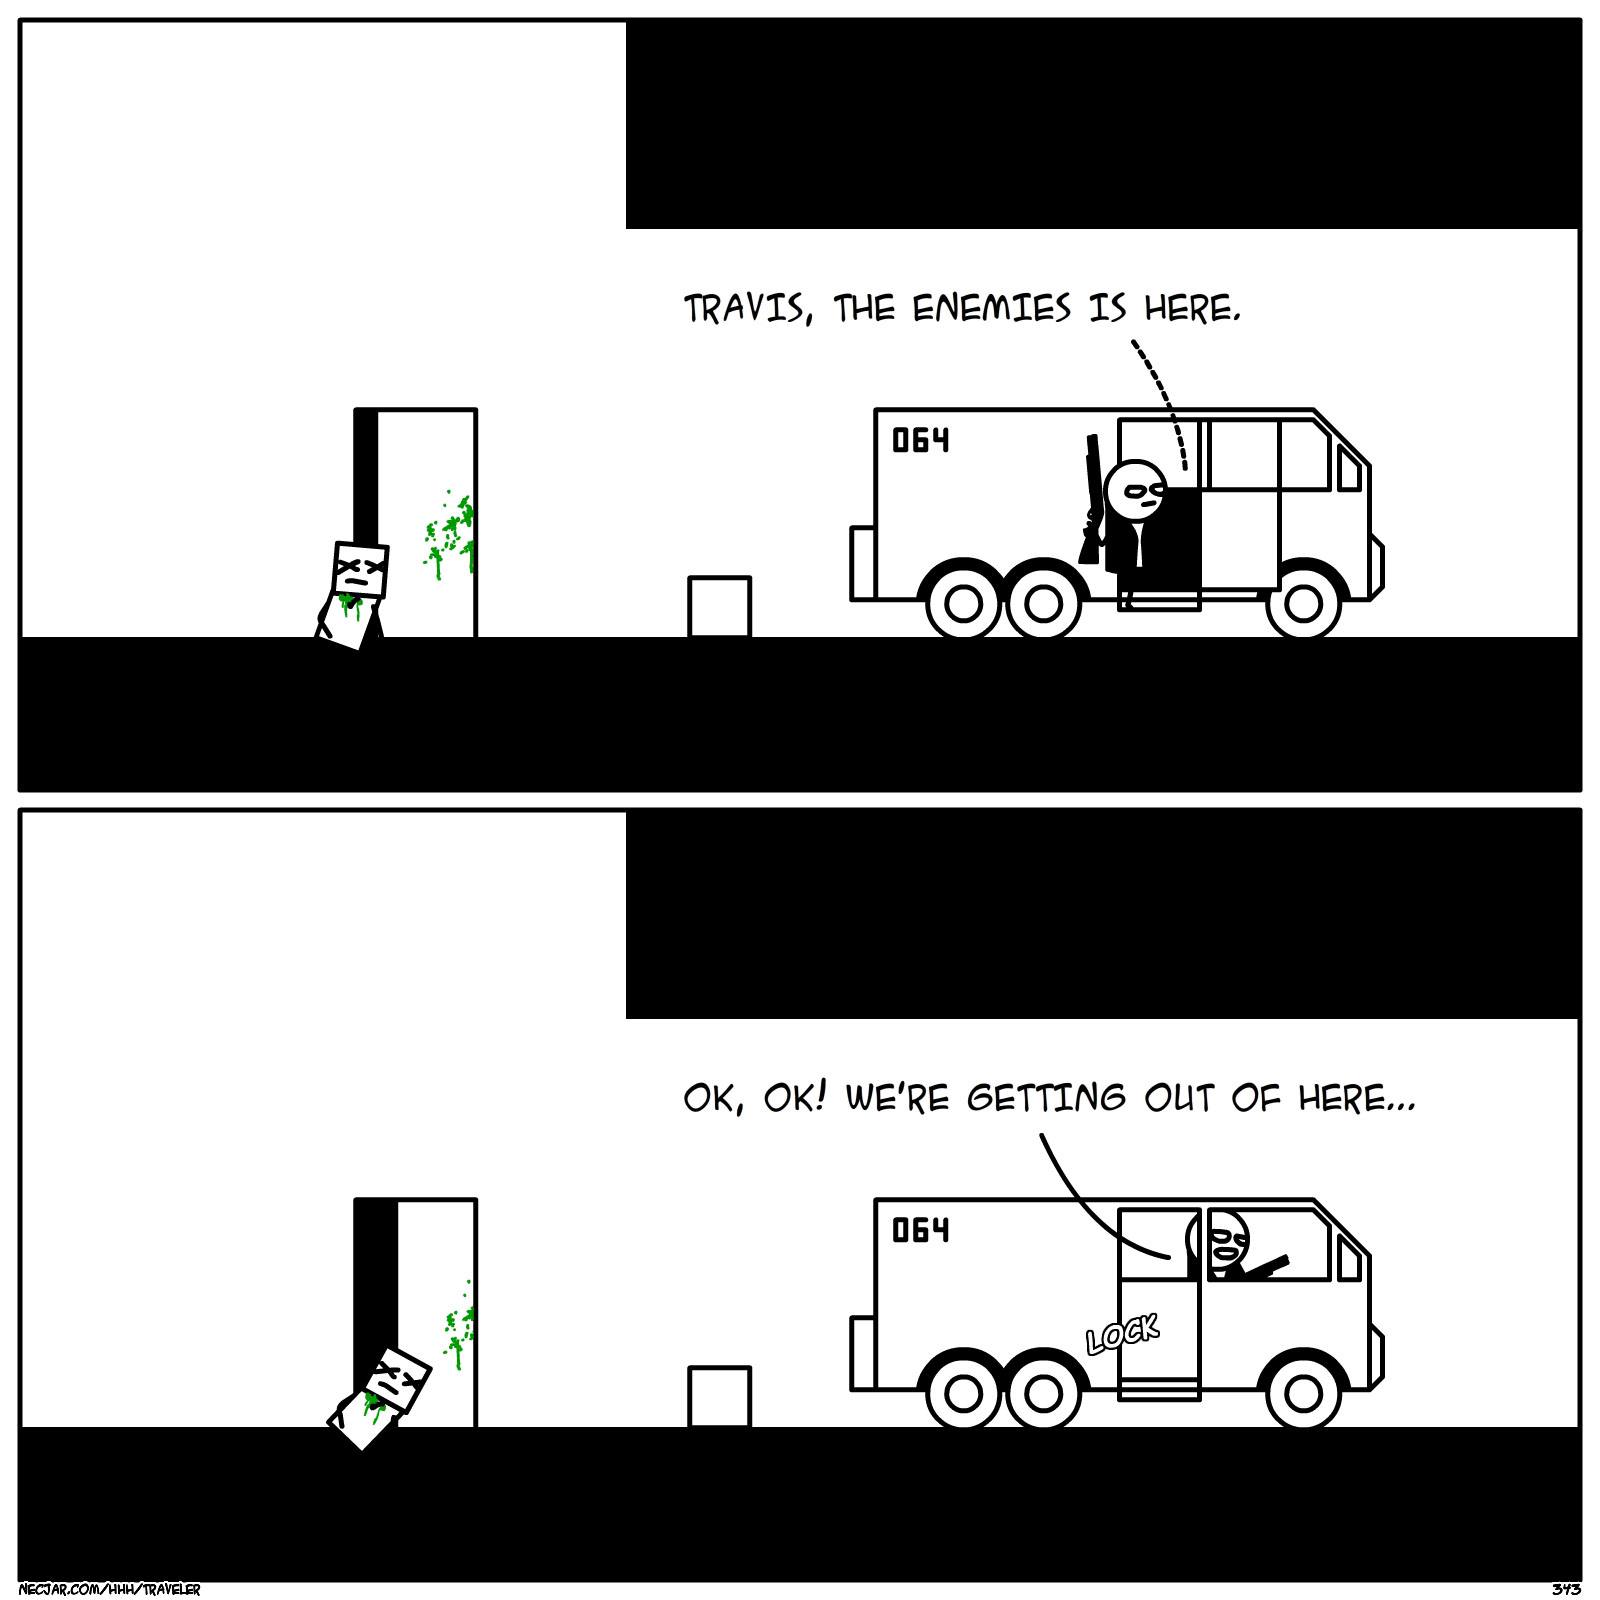 TRAVIS, THE ENEMIES IS HERE.
064
OK, OK! WE'RE GETTING OUT OF HERE...
064
LOCK
NECJAR.COM/HHH/TRAVELER
343